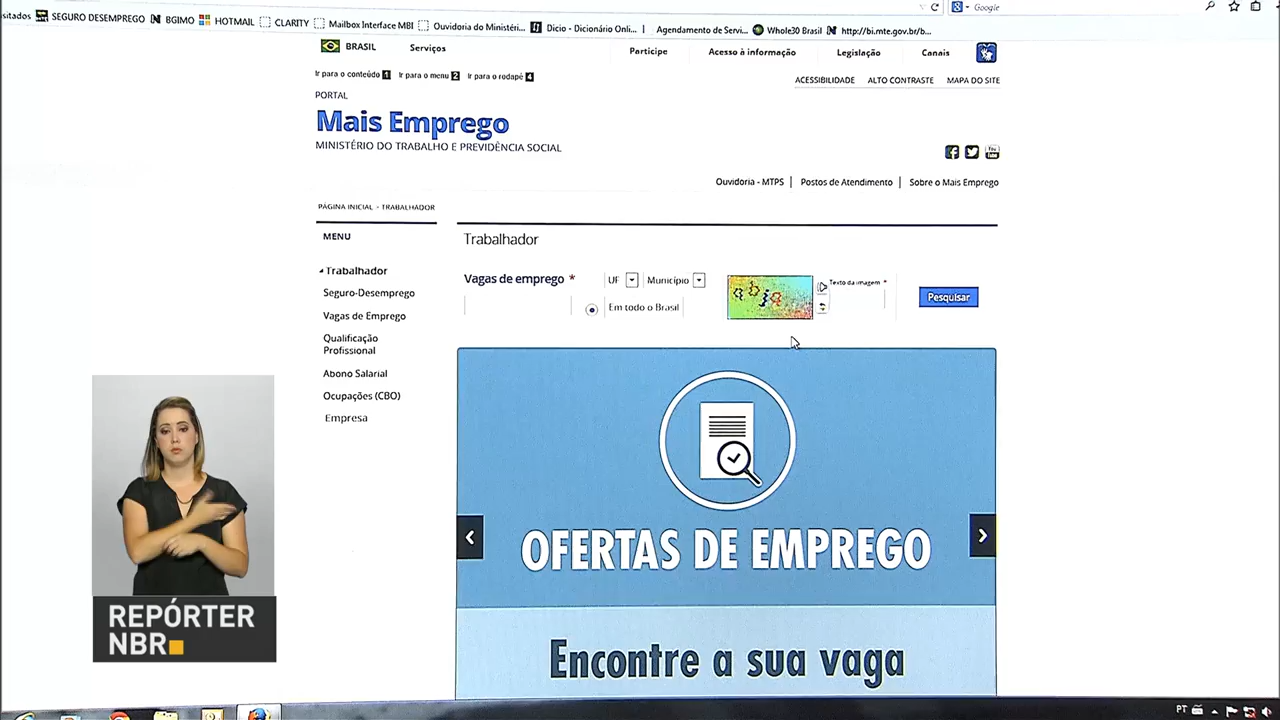 sitados SEGURO DESEMPREGO BGIMO HOTMAIL CLARITY Mailbox Interface MBI Ouvidoria do Ministéri... Dicio - Dicionário Onli... Agendamento de Servi... Whole30 Brasil http://bi.mte.gov.br/b...
Google
BRASIL Serviços Participe Acesso à informação Legislação Canais
Ir para o conteúdo 1 Ir para o menu 2 Ir para o rodapé 4
ACESSIBILIDADE ALTO CONTRASTE MAPA DO SITE
PORTAL
Mais Emprego
MINISTÉRIO DO TRABALHO E PREVIDÊNCIA SOCIAL
You Tube
Ouvidoria - MTPS Postos de Atendimento Sobre o Mais Emprego
PÁGINA INICIAL - TRABALHADOR
MENU
Trabalhador
Seguro-Desemprego
Vagas de Emprego
Qualificação
Profissional
Abono Salarial
Ocupações (CBO)
Empresa
Trabalhador
Vagas de emprego * UF Município Texto da imagem *
Em todo o Brasil
Pesquisar
OFERTAS DE EMPREGO
Encontre a sua vaga
REPÓRTER
NBR
PT